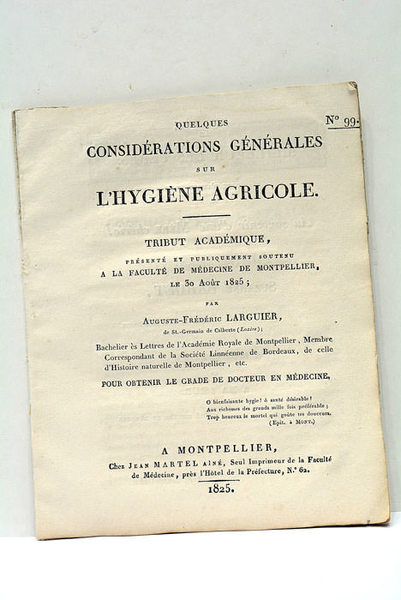 N° 99.
QUELQUES
CONSIDÉRATIONS GÉNÉRALES
SUR
L'HYGIÈNE AGRICOLE.
TRIBUT ACADÉMIQUE,
PRÉSENTÉ ET PUBLIQUEMENT SOUTENU
A LA FACULTÉ DE MÉDECINE DE MONTPELLIER,
LE 30 AOÛT 1825;
PAR
AUGUSTE-FRÉDÉRIC LARGUIER,
de ST.-Germain de Calberte (Lozère);
Bachelier ès Lettres de l'Académie Royale de Montpellier, Membre
Correspondant de la Société Linnéenne de Bordeaux, de celle
d'Histoire naturelle de Montpellier, etc.
POUR OBTENIR LE GRADE DE DOCTEUR EN MÉDECINE.
O bienfaisante hygie! ô santé désirable!
Aux richesses des grands mille fois préférable;
Trop heureux le mortel qui goûte tes douceurs.
(Epit. à MONT.)
A MONTPELLIER,
Chez JEAN MARTEL AÎNÉ, Seul Imprimeur de la Faculté
de Médecine, près l'Hôtel de la Préfecture, N.° 62.
1825.